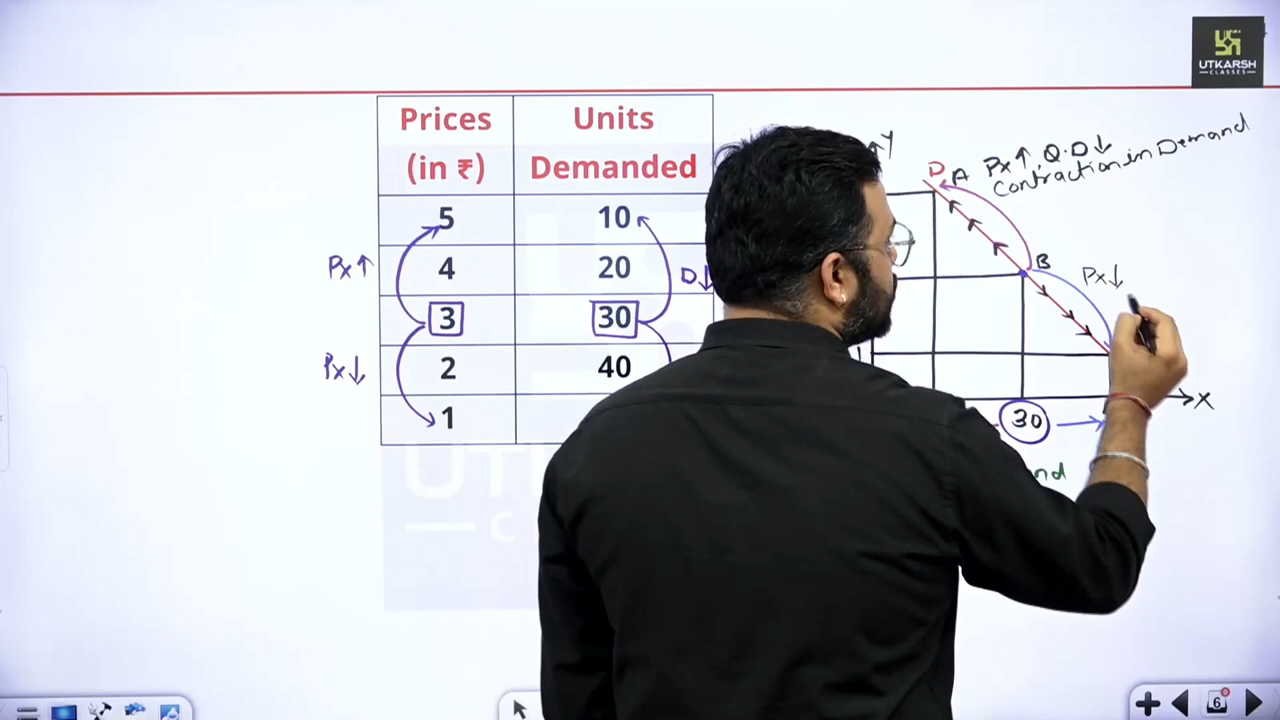 UTKARSH
CLASSES
Prices
(in ₹)
Units
Demanded
5
10
4
20
3
30
2
40
1
Px↑
Px↓
D↓
Y
D
A
Px↑, Q.D↓
Contraction in Demand
B
Px↓
30
X